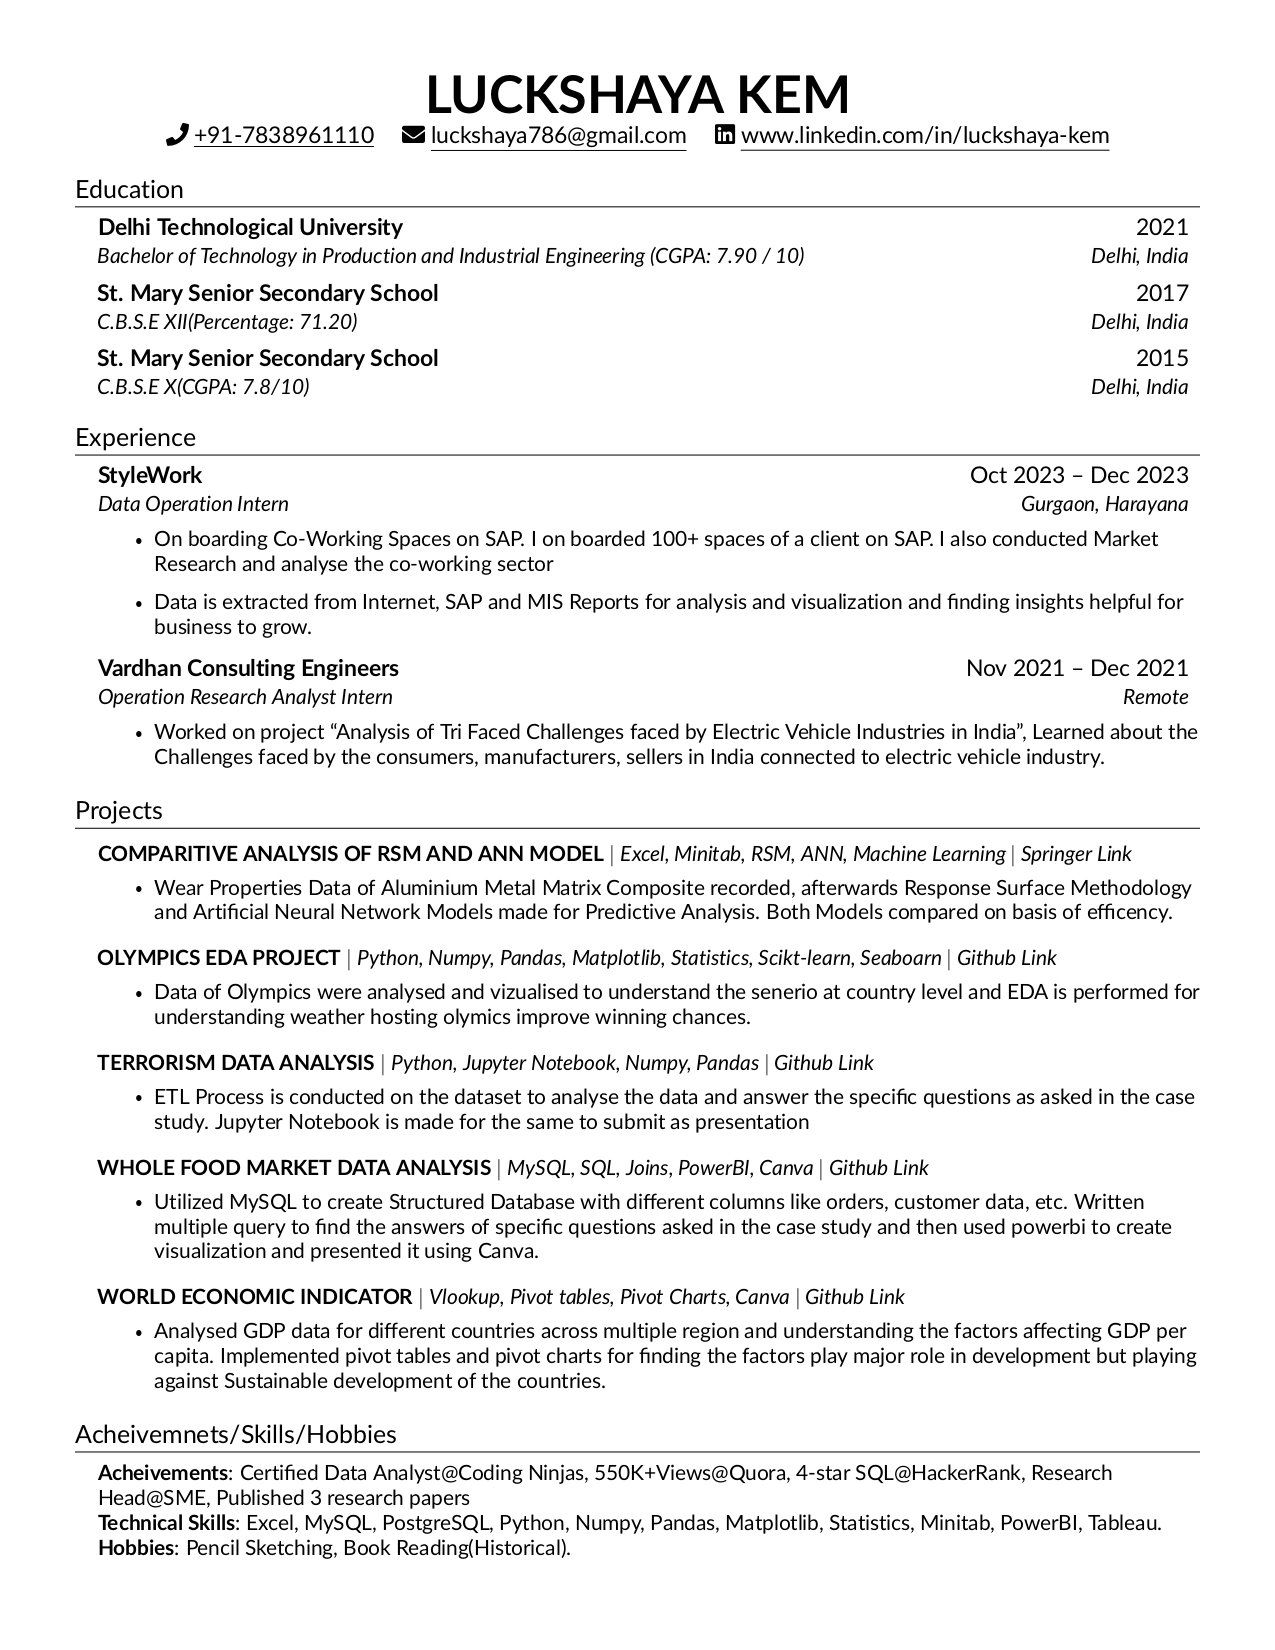 LUCKSHAYA KEM
+91-7838961110 luckshaya786@gmail.com www.linkedin.com/in/luckshaya-kem
Education
Delhi Technological University 2021
Bachelor of Technology in Production and Industrial Engineering (CGPA: 7.90 / 10) Delhi, India
St. Mary Senior Secondary School 2017
C.B.S.E XII(Percentage: 71.20) Delhi, India
St. Mary Senior Secondary School 2015
C.B.S.E X(CGPA: 7.8/10) Delhi, India
Experience
StyleWork Oct 2023 – Dec 2023
Data Operation Intern Gurgaon, Harayana
• On boarding Co-Working Spaces on SAP. I on boarded 100+ spaces of a client on SAP. I also conducted Market
Research and analyse the co-working sector
• Data is extracted from Internet, SAP and MIS Reports for analysis and visualization and finding insights helpful for
business to grow.
Vardhan Consulting Engineers Nov 2021 – Dec 2021
Operation Research Analyst Intern Remote
• Worked on project “Analysis of Tri Faced Challenges faced by Electric Vehicle Industries in India”, Learned about the
Challenges faced by the consumers, manufacturers, sellers in India connected to electric vehicle industry.
Projects
COMPARITIVE ANALYSIS OF RSM AND ANN MODEL | Excel, Minitab, RSM, ANN, Machine Learning | Springer Link
• Wear Properties Data of Aluminium Metal Matrix Composite recorded, afterwards Response Surface Methodology
and Artificial Neural Network Models made for Predictive Analysis. Both Models compared on basis of efficency.
OLYMPICS EDA PROJECT | Python, Numpy, Pandas, Matplotlib, Statistics, Scikt-learn, Seaboarn | Github Link
• Data of Olympics were analysed and vizualised to understand the senerio at country level and EDA is performed for
understanding weather hosting olymics improve winning chances.
TERRORISM DATA ANALYSIS | Python, Jupyter Notebook, Numpy, Pandas | Github Link
• ETL Process is conducted on the dataset to analyse the data and answer the specific questions as asked in the case
study. Jupyter Notebook is made for the same to submit as presentation
WHOLE FOOD MARKET DATA ANALYSIS | MySQL, SQL, Joins, PowerBI, Canva | Github Link
• Utilized MySQL to create Structured Database with different columns like orders, customer data, etc. Written
multiple query to find the answers of specific questions asked in the case study and then used powerbi to create
visualization and presented it using Canva.
WORLD ECONOMIC INDICATOR | Vlookup, Pivot tables, Pivot Charts, Canva | Github Link
• Analysed GDP data for different countries across multiple region and understanding the factors affecting GDP per
capita. Implemented pivot tables and pivot charts for finding the factors play major role in development but playing
against Sustainable development of the countries.
Acheivemnets/Skills/Hobbies
Acheivements: Certified Data Analyst@Coding Ninjas, 550K+Views@Quora, 4-star SQL@HackerRank, Research
Head@SME, Published 3 research papers
Technical Skills: Excel, MySQL, PostgreSQL, Python, Numpy, Pandas, Matplotlib, Statistics, Minitab, PowerBI, Tableau.
Hobbies: Pencil Sketching, Book Reading(Historical).